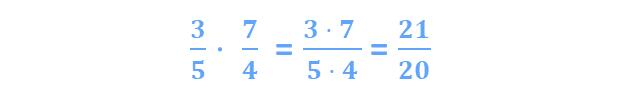 3/5 · 7/4 = 3 · 7/5 · 4 = 21/20